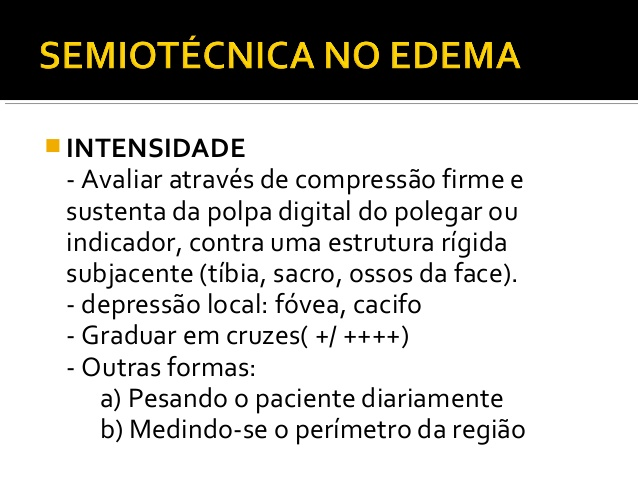 SEMIOTÉCNICA NO EDEMA
INTENSIDADE
- Avaliar através de compressão firme e
sustenta da polpa digital do polegar ou
indicador, contra uma estrutura rígida
subjacente (tíbia, sacro, ossos da face).
- depressão local: fóvea, cacifo
- Graduar em cruzes( +/ ++++)
- Outras formas:
a) Pesando o paciente diariamente
b) Medindo-se o perímetro da região